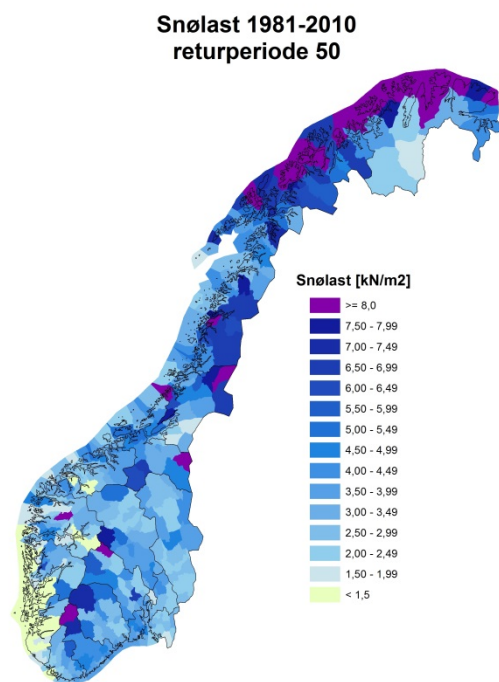 Snølast 1981-2010
returperiode 50
Snølast [kN/m2]
>= 8,0
7,50 - 7,99
7,00 - 7,49
6,50 - 6,99
6,00 - 6,49
5,50 - 5,99
5,00 - 5,49
4,50 - 4,99
4,00 - 4,49
3,50 - 3,99
3,00 - 3,49
2,50 - 2,99
2,00 - 2,49
1,50 - 1,99
< 1,5